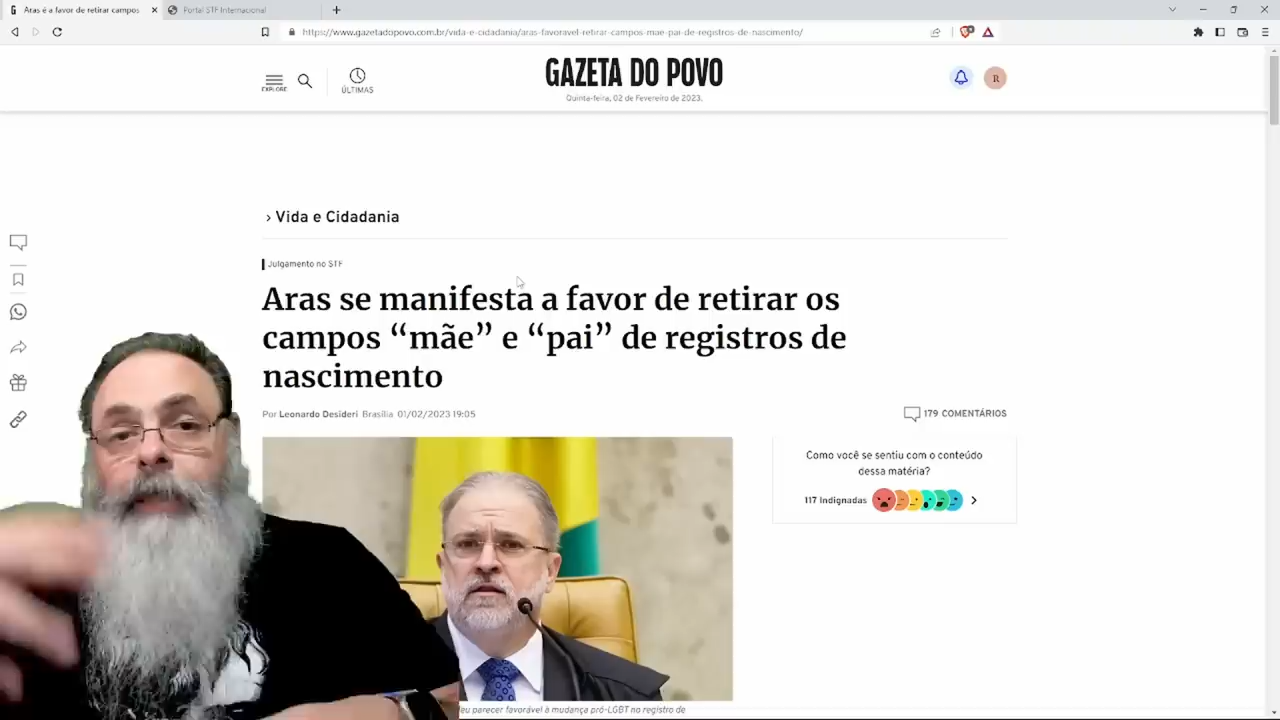 Aras é a favor de retirar campos
Portal STF Internacional
https://www.gazetadopovo.com.br/vida-e-cidadania/aras-favoravel-retirar-campos-mae-pai-de-registros-de-nascimento/
EXPLORE
ÚLTIMAS
GAZETA DO POVO
Quinta-feira, 02 de Fevereiro de 2023.
R
› Vida e Cidadania
Julgamento no STF
Aras se manifesta a favor de retirar os
campos “mãe” e “pai” de registros de
nascimento
Por Leonardo Desideri Brasília 01/02/2023 19:05
179 COMENTÁRIOS
Como você se sentiu com o conteúdo
dessa matéria?
117 Indignadas
deu parecer favorável à mudança pró-LGBT no registro de